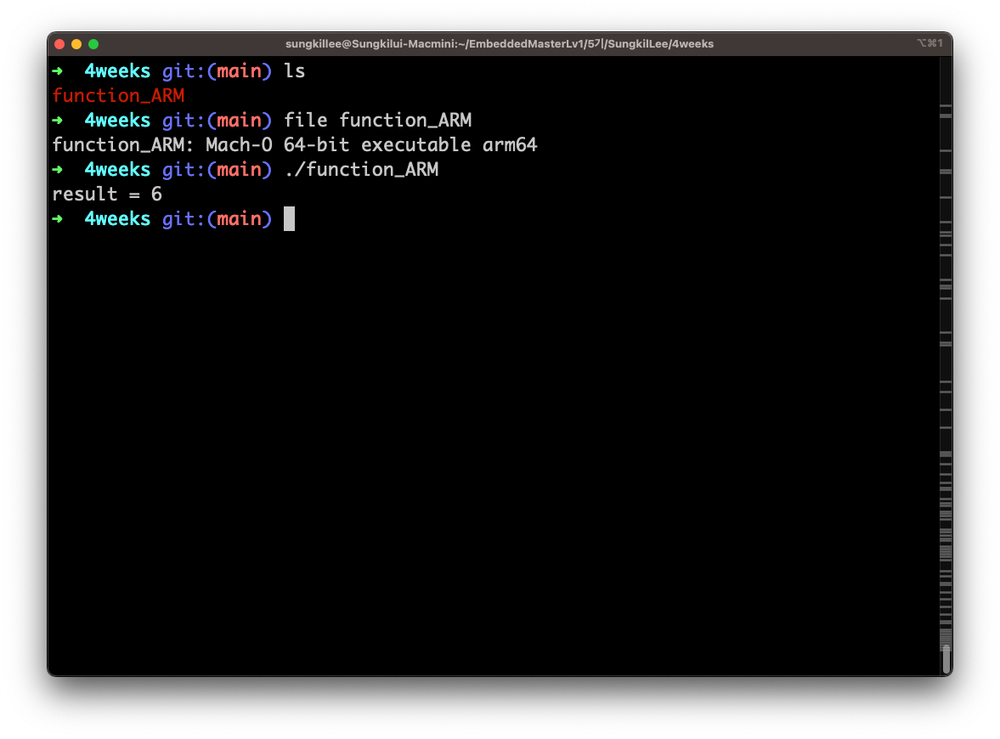 sungkillee@Sungkilui-Macmini:~/EmbeddedMasterLv1/5기/SungkilLee/4weeks
⌥⌘1
➜  4weeks git:(main) ls
function_ARM
➜  4weeks git:(main) file function_ARM
function_ARM: Mach-O 64-bit executable arm64
➜  4weeks git:(main) ./function_ARM
result = 6
➜  4weeks git:(main)